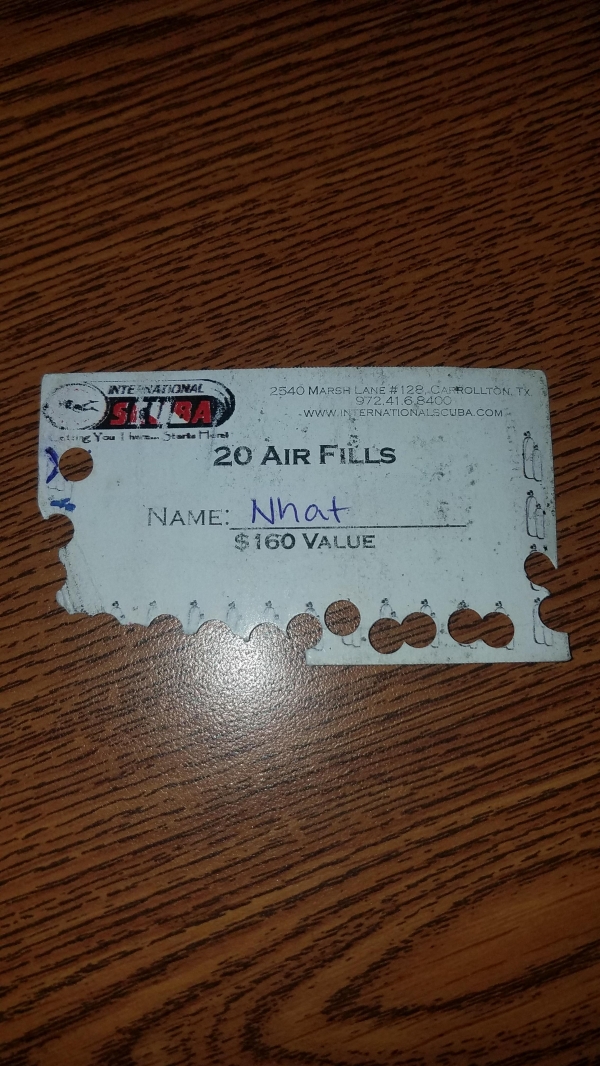 INTERNATIONAL
SCUBA
Getting You There... Starts Here!
2540 MARSH LANE #128, CARROLLTON, TX
972.416.8400
WWW.INTERNATIONALSCUBA.COM
20 AIR FILLS
NAME: Nhat
$160 VALUE